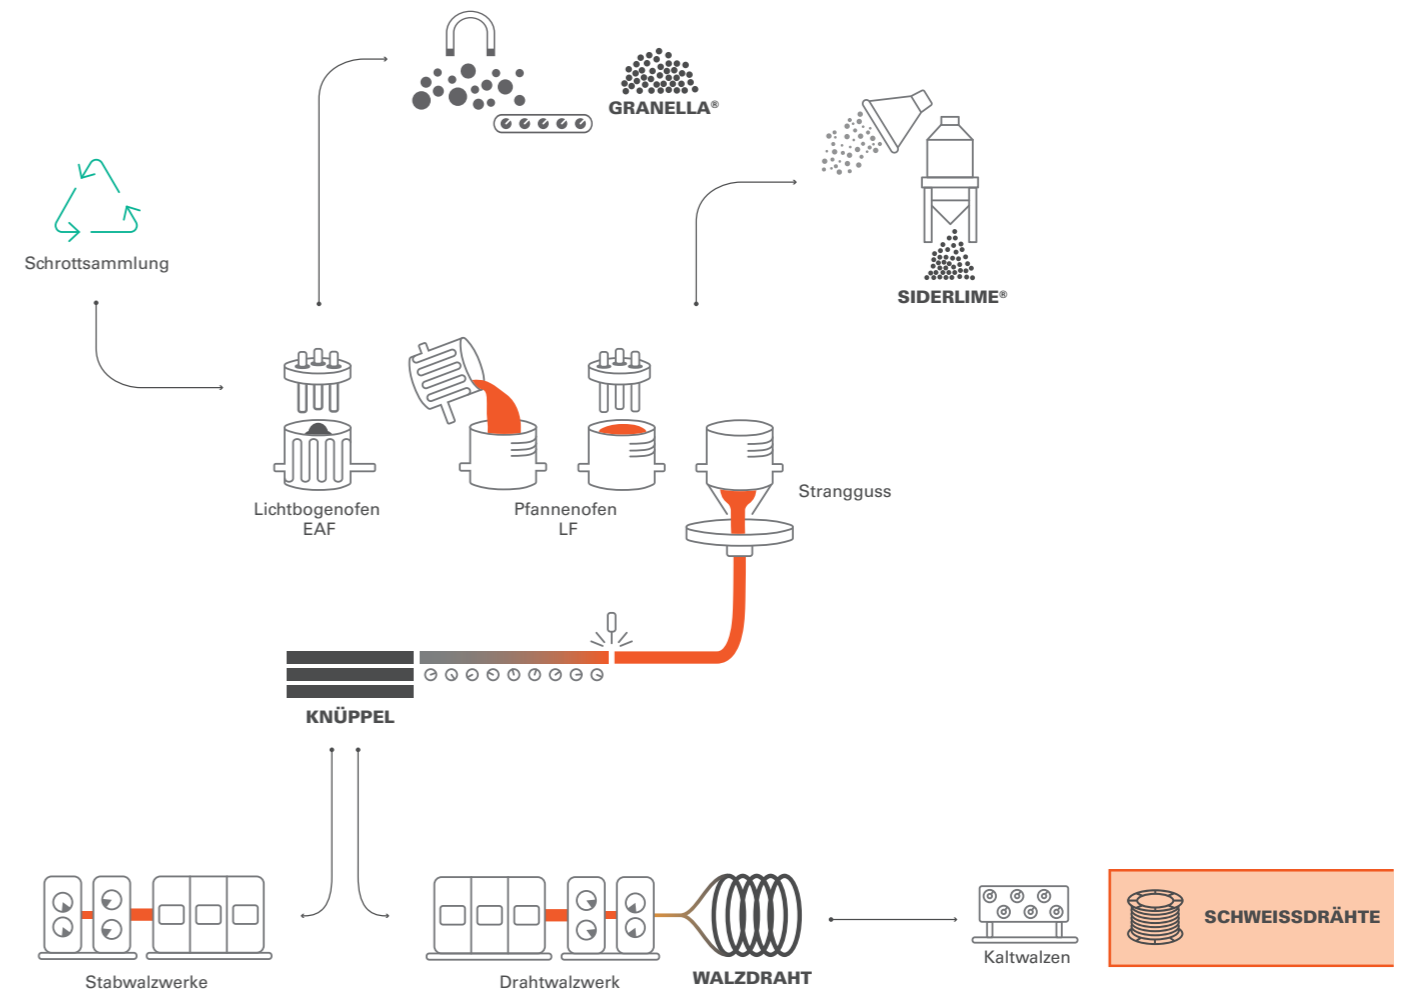 GRANELLA®
Schrottsammlung
SIDERLIME®
Lichtbogenofen
EAF
Pfannenofen
LF
Strangguss
KNÜPPEL
Stabwalzwerke
Drahtwalzwerk
WALZDRAHT
Kaltwalzen
SCHWEISSDRÄHTE